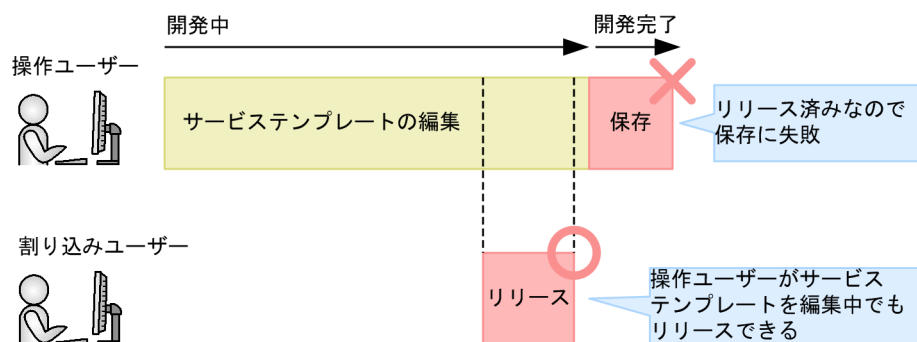 開発中
開発完了
操作ユーザー
サービステンプレートの編集
保存
リリース済みなので
保存に失敗
割り込みユーザー
リリース
操作ユーザーがサービス
テンプレートを編集中でも
リリースできる